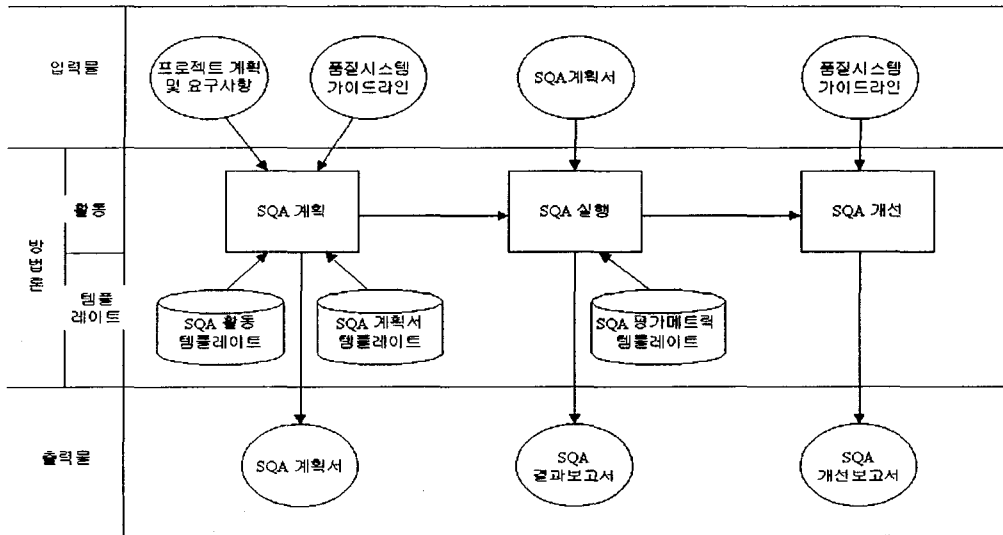 입력물
프로젝트 계획
및 요구사항
품질시스템
가이드라인
SQA계획서
품질시스템
가이드라인
방법론
활동
SQA 계획
SQA 실행
SQA 개선
템플
레이트
SQA 활동
템플레이트
SQA 계획서
템플레이트
SQA 평가메트릭
템플레이트
출력물
SQA 계획서
SQA
결과보고서
SQA
개선보고서